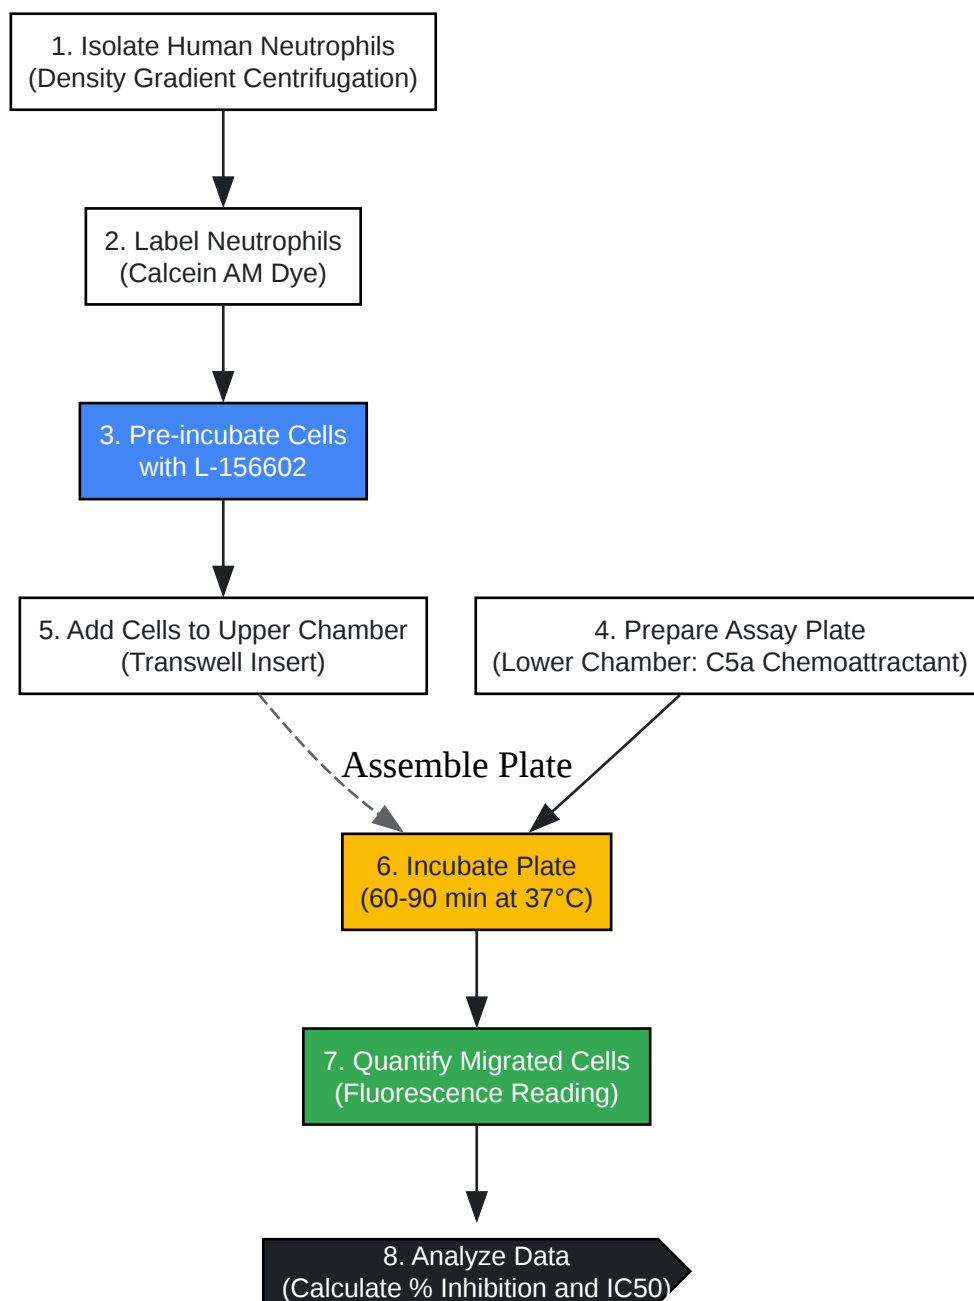 1. Isolate Human Neutrophils
(Density Gradient Centrifugation)
2. Label Neutrophils
(Calcein AM Dye)
3. Pre-incubate Cells
with L-156602
5. Add Cells to Upper Chamber
(Transwell Insert)
4. Prepare Assay Plate
(Lower Chamber: C5a Chemoattractant)
Assemble Plate
6. Incubate Plate
(60-90 min at 37°C)
7. Quantify Migrated Cells
(Fluorescence Reading)
8. Analyze Data
(Calculate % Inhibition and IC50)